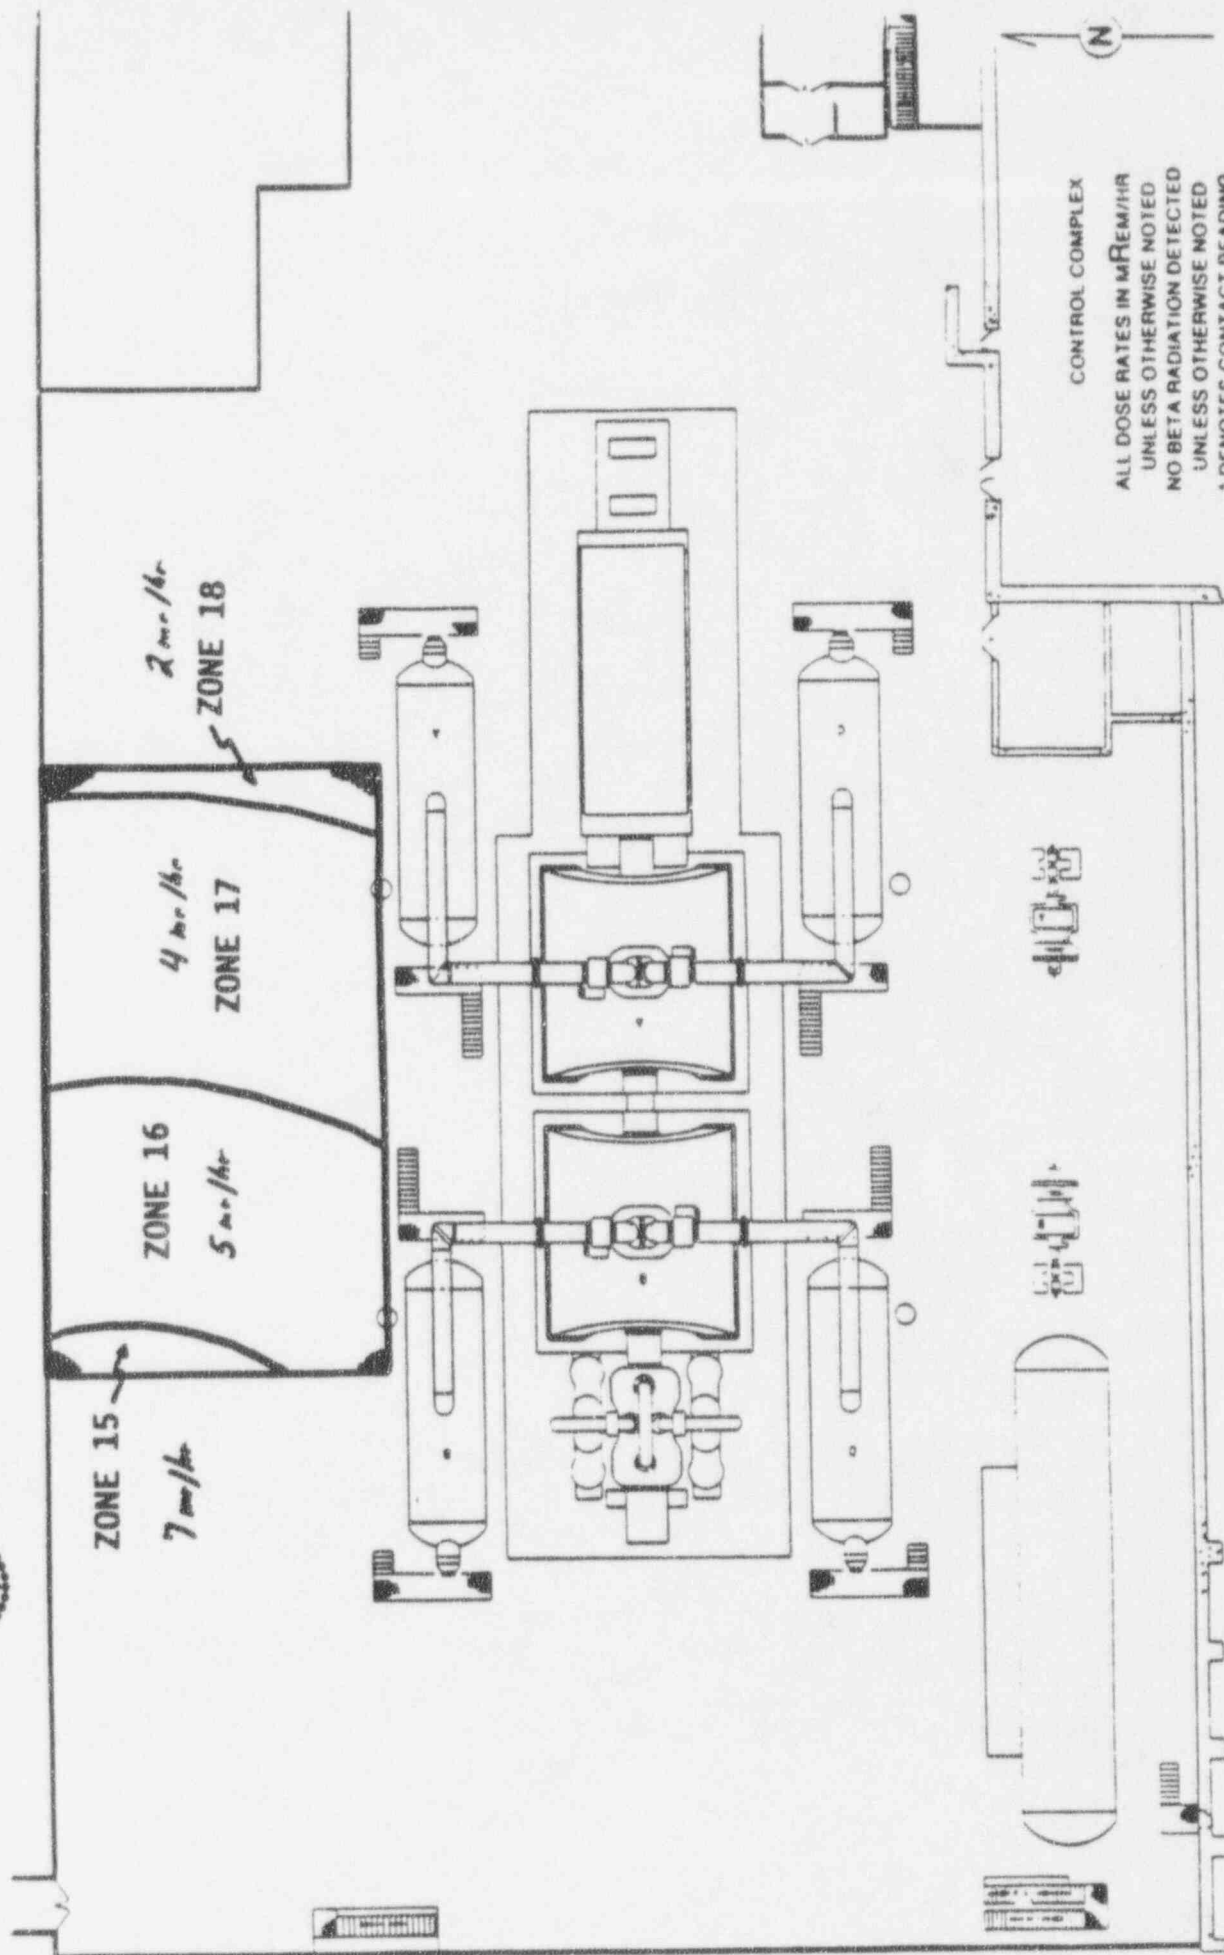 N
CONTROL COMPLEX
ALL DOSE RATES IN MREM/HR
UNLESS OTHERWISE NOTED
NO BETA RADIATION DETECTED
UNLESS OTHERWISE NOTED
2 mr/hr
ZONE 18
4 mr/hr
ZONE 17
ZONE 16
5 mr/hr
ZONE 15
7 mr/hr